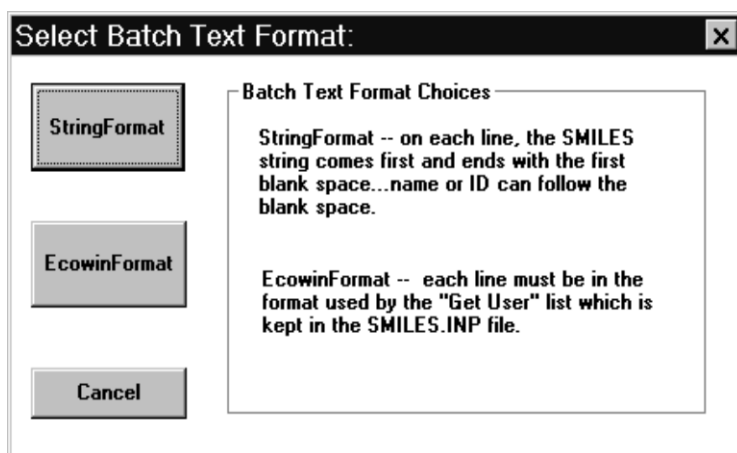 Select Batch Text Format:
StringFormat
EcowinFormat
Cancel
Batch Text Format Choices
StringFormat -- on each line, the SMILES
string comes first and ends with the first
blank space...name or ID can follow the
blank space.
EcowinFormat -- each line must be in the
format used by the "Get User" list which is
kept in the SMILES.INP file.